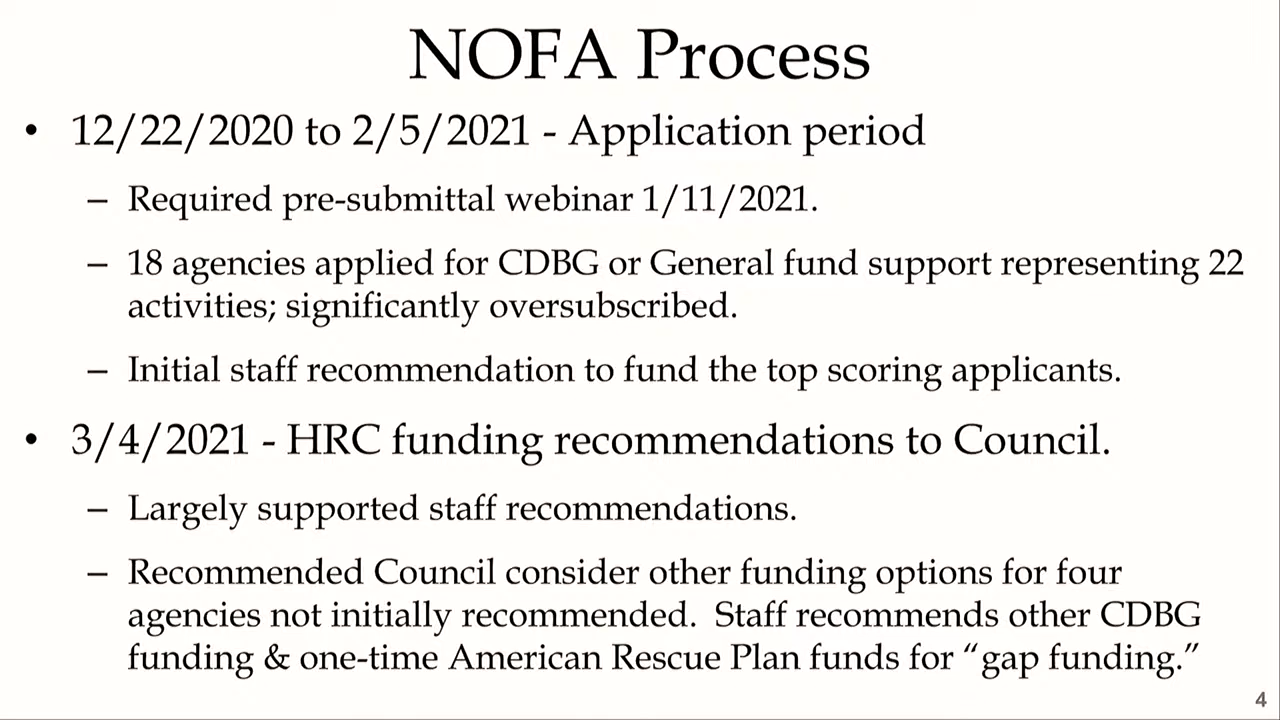 NOFA Process
• 12/22/2020 to 2/5/2021 - Application period
– Required pre-submittal webinar 1/11/2021.
– 18 agencies applied for CDBG or General fund support representing 22
activities; significantly oversubscribed.
– Initial staff recommendation to fund the top scoring applicants.
• 3/4/2021 - HRC funding recommendations to Council.
– Largely supported staff recommendations.
– Recommended Council consider other funding options for four
agencies not initially recommended.  Staff recommends other CDBG
funding & one-time American Rescue Plan funds for “gap funding.”
4